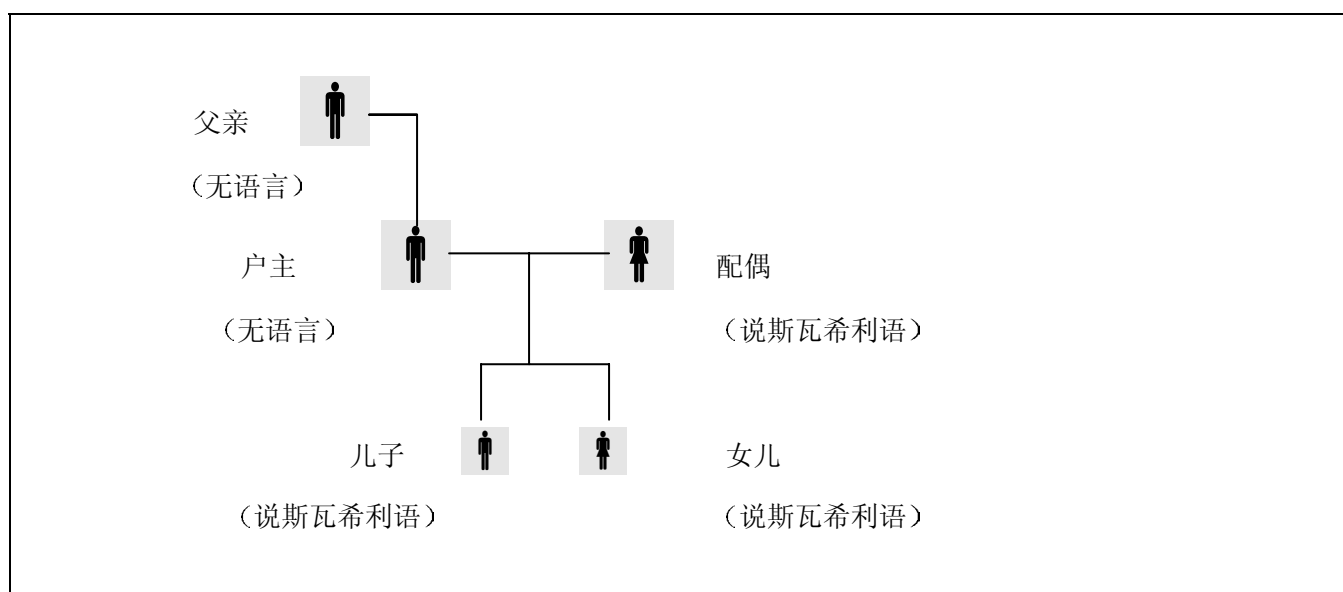 父亲
（无语言）
户主
配偶
（无语言）
（说斯瓦希利语）
儿子
女儿
（说斯瓦希利语）
（说斯瓦希利语）